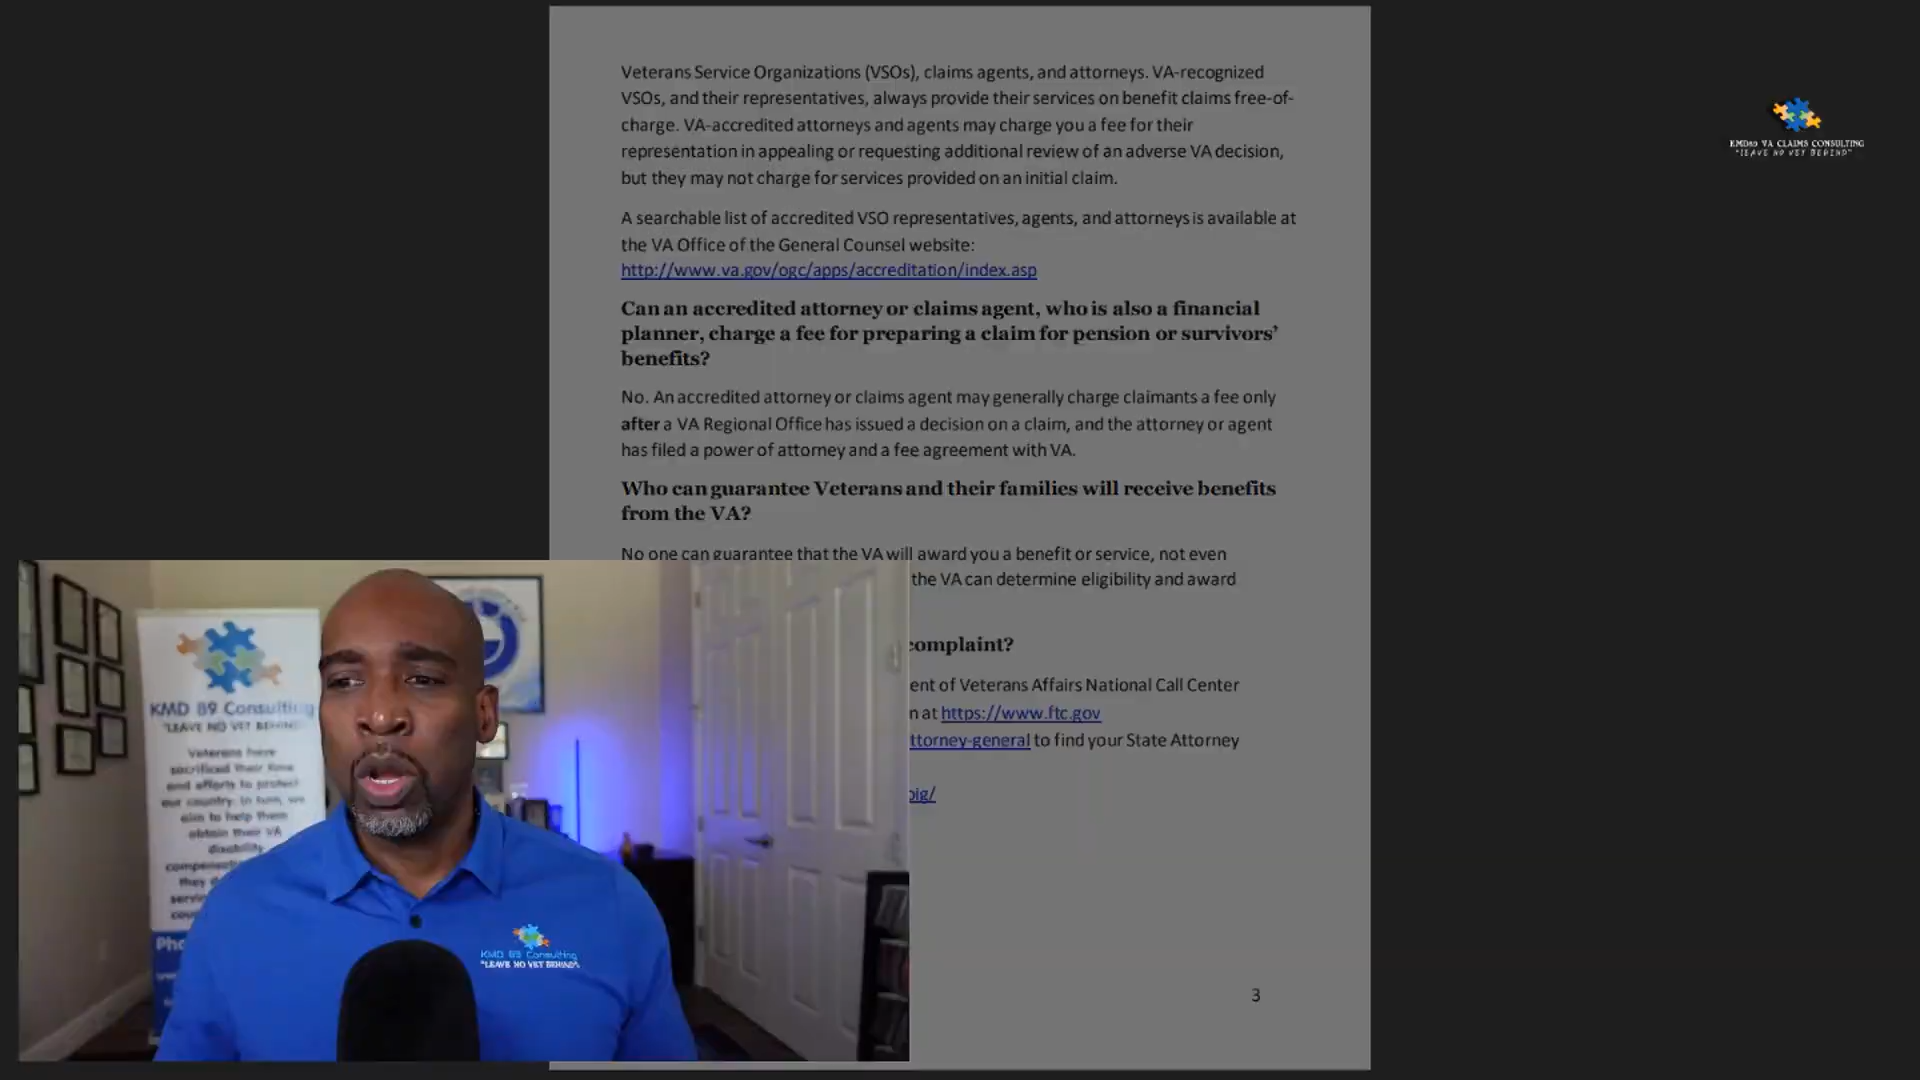 Veterans Service Organizations (VSOs), claims agents, and attorneys. VA-recognized
VSOs, and their representatives, always provide their services on benefit claims free-of-
charge. VA-accredited attorneys and agents may charge you a fee for their
representation in appealing or requesting additional review of an adverse VA decision,
but they may not charge for services provided on an initial claim.
A searchable list of accredited VSO representatives, agents, and attorneys is available at
the VA Office of the General Counsel website:
http://www.va.gov/ogc/apps/accreditation/index.asp
Can an accredited attorney or claims agent, who is also a financial
planner, charge a fee for preparing a claim for pension or survivors’
benefits?
No. An accredited attorney or claims agent may generally charge claimants a fee only
after a VA Regional Office has issued a decision on a claim, and the attorney or agent
has filed a power of attorney and a fee agreement with VA.
Who can guarantee Veterans and their families will receive benefits
from the VA?
No one can guarantee that the VA will award you a benefit or service, not even
the VA can determine eligibility and award
complaint?
ent of Veterans Affairs National Call Center
n at https://www.ftc.gov
ttorney-general to find your State Attorney
oig/
3
KMD89 VA CLAIMS CONSULTING
"LEAVE NO VET BEHIND"
KMD 89 Consulting
"LEAVE NO VET BEHIND"
Veterans have
sacrificed their time
and efforts to protect
our country. In turn, we
aim to help them
obtain their VA
disability
they
Pho
KMD 89 Consulting
"LEAVE NO VET BEHIND"